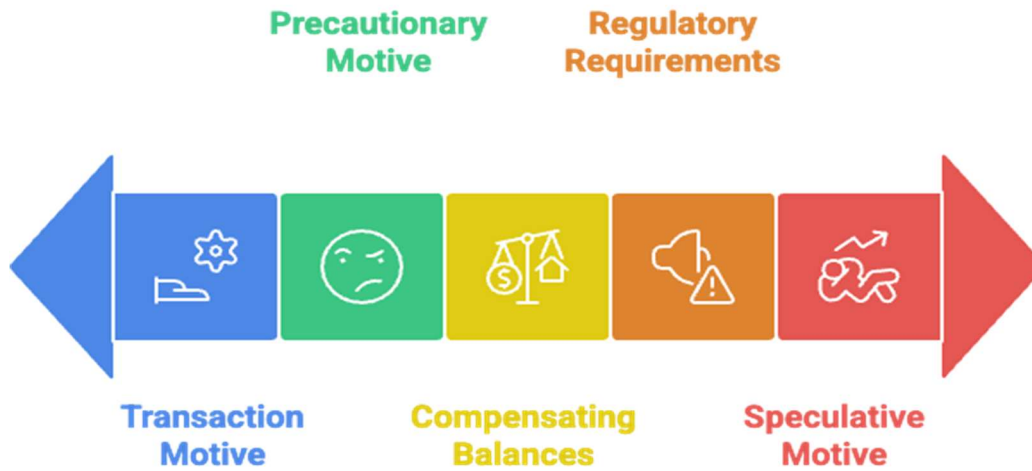 Precautionary
Motive
Regulatory
Requirements
$
Transaction
Motive
Compensating
Balances
Speculative
Motive